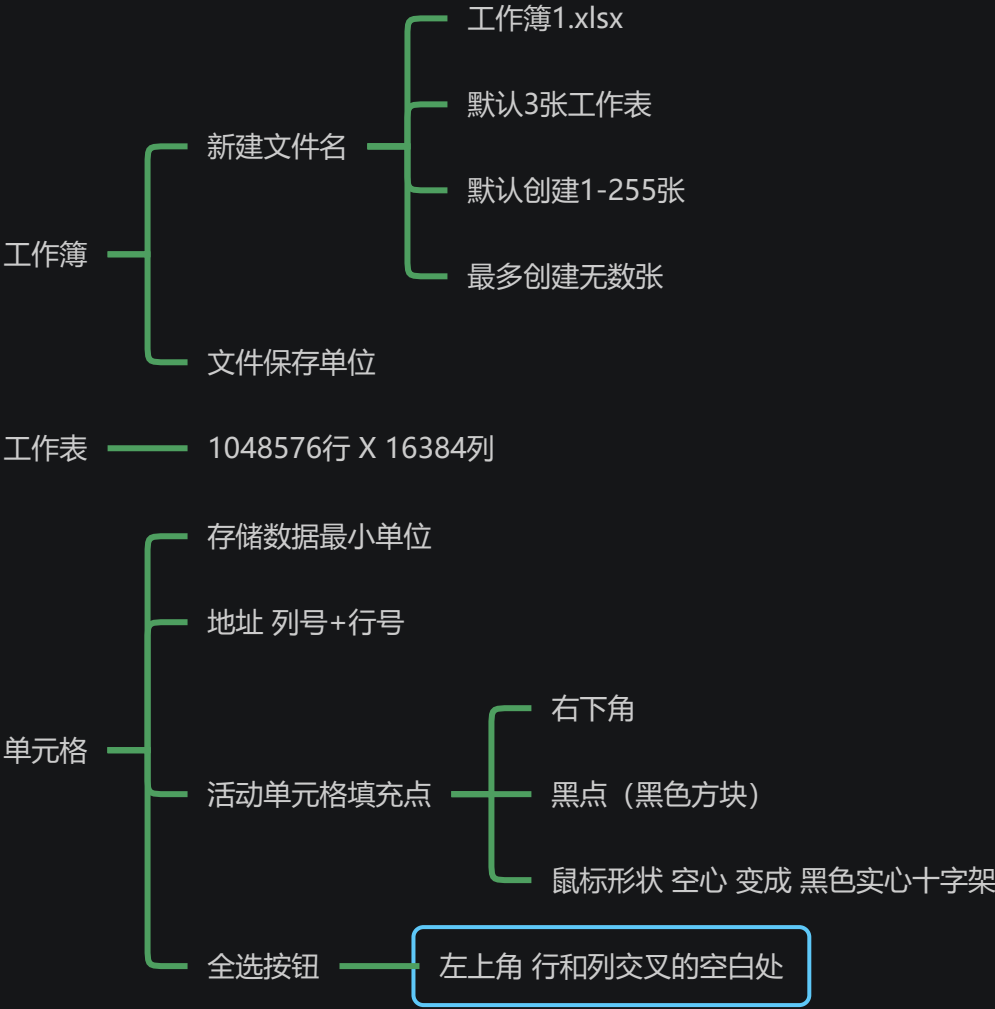 工作簿
新建文件名
工作簿1.xlsx
默认3张工作表
默认创建1-255张
最多创建无数张
文件保存单位
工作表
1048576行 X 16384列
单元格
存储数据最小单位
地址 列号+行号
活动单元格填充点
右下角
黑点（黑色方块）
鼠标形状 空心 变成 黑色实心十字架
全选按钮
左上角 行和列交叉的空白处